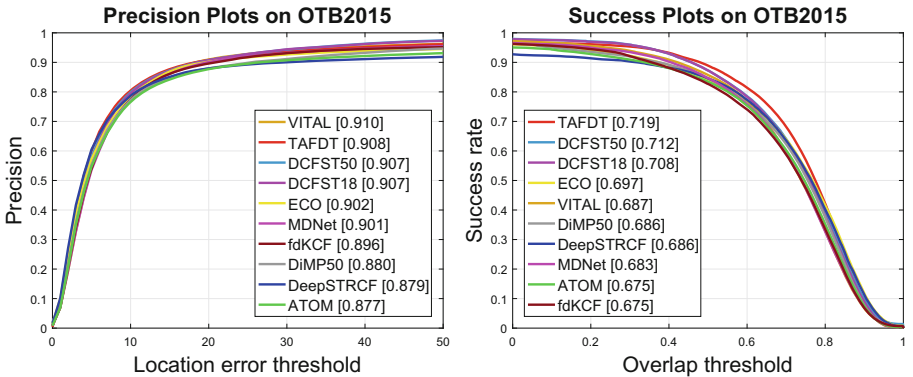 Precision Plots on OTB2015
1
0.9
0.8
0.7
0.6
0.5
0.4
0.3
0.2
0.1
0
Precision
VITAL [0.910]
TAFDT [0.908]
DCFST50 [0.907]
DCFST18 [0.907]
ECO [0.902]
MDNet [0.901]
fdKCF [0.896]
DiMP50 [0.880]
DeepSTRCF [0.879]
ATOM [0.877]
0 10 20 30 40 50
Location error threshold
Success Plots on OTB2015
1
0.9
0.8
0.7
0.6
0.5
0.4
0.3
0.2
0.1
0
Success rate
TAFDT [0.719]
DCFST50 [0.712]
DCFST18 [0.708]
ECO [0.697]
VITAL [0.687]
DiMP50 [0.686]
DeepSTRCF [0.686]
MDNet [0.683]
ATOM [0.675]
fdKCF [0.675]
0 0.2 0.4 0.6 0.8 1
Overlap threshold